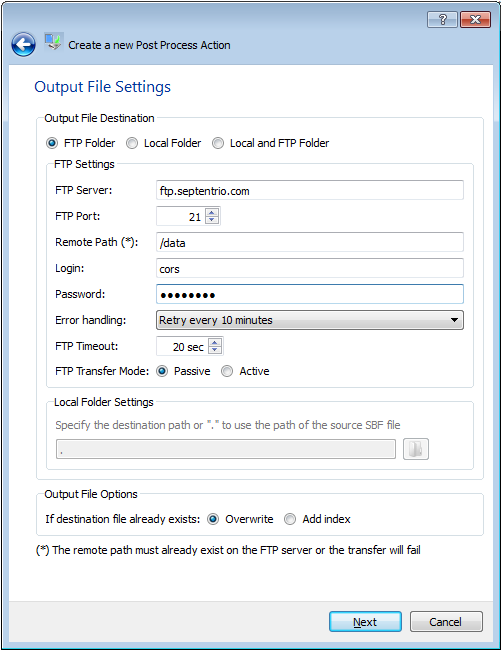 Create a new Post Process Action
Output File Settings
Output File Destination
FTP Folder Local Folder Local and FTP Folder
FTP Settings
FTP Server: ftp.septentrio.com
FTP Port: 21
Remote Path (*): /data
Login: cors
Password: ●●●●●●●●
Error handling: Retry every 10 minutes
FTP Timeout: 20 sec
FTP Transfer Mode: Passive Active
Local Folder Settings
Specify the destination path or "." to use the path of the source SBF file
.
Output File Options
If destination file already exists: Overwrite Add index
(*) The remote path must already exist on the FTP server or the transfer will fail
Next Cancel